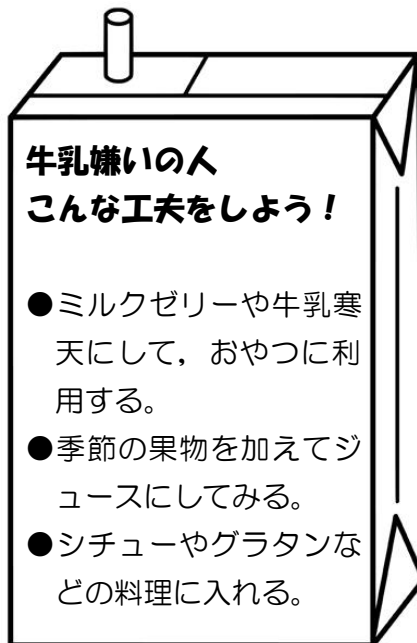 牛乳嫌いの人
こんな工夫をしよう！
●ミルクゼリーや牛乳寒
天にして，おやつに利
用する。
●季節の果物を加えてジ
ュースにしてみる。
●シチューやグラタンな
どの料理に入れる。